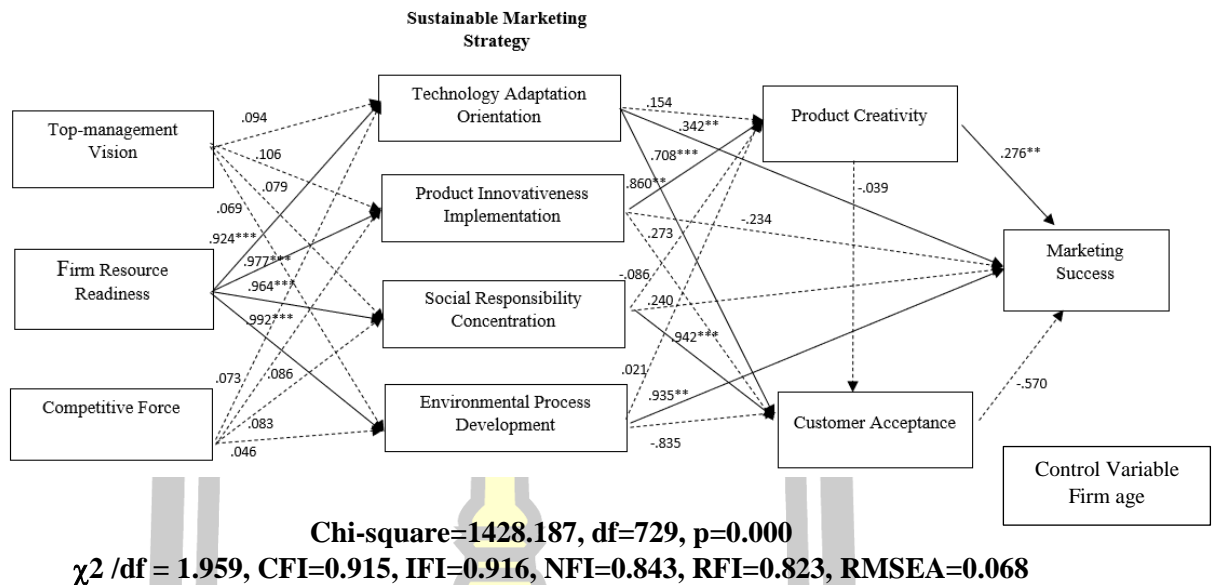 Sustainable Marketing
Strategy
Top-management
Vision
Firm Resource
Readiness
Competitive Force
.094
.106
.079
.069
.924***
.977***
.964***
.992***
.073
.086
.083
.046
Technology Adaptation
Orientation
Product Innovativeness
Implementation
Social Responsibility
Concentration
Environmental Process
Development
.154
.342**
.708***
.860**
-.234
.273
-.086
.240
.942***
.021
.935**
-.835
Product Creativity
-.039
Customer Acceptance
.276**
-.570
Marketing
Success
Control Variable
Firm age
Chi-square=1428.187, df=729, p=0.000
χ2 /df = 1.959, CFI=0.915, IFI=0.916, NFI=0.843, RFI=0.823, RMSEA=0.068